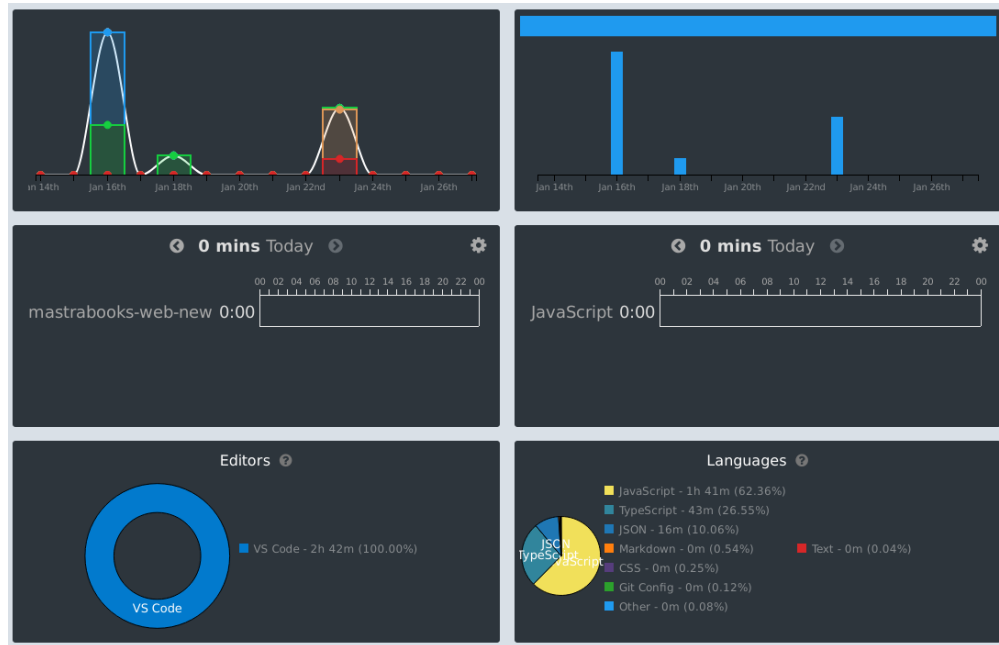 n 14th Jan 16th Jan 18th Jan 20th Jan 22nd Jan 24th Jan 26th
Jan 14th Jan 16th Jan 18th Jan 20th Jan 22nd Jan 24th Jan 26th
0 mins Today
00 02 04 06 08 10 12 14 16 18 20 22 00
mastrabooks-web-new 0:00
0 mins Today
00 02 04 06 08 10 12 14 16 18 20 22 00
JavaScript 0:00
Editors ?
VS Code - 2h 42m (100.00%)
VS Code
Languages ?
JavaScript - 1h 41m (62.36%)
TypeScript - 43m (26.55%)
JSON - 16m (10.06%)
Markdown - 0m (0.54%)
CSS - 0m (0.25%)
Git Config - 0m (0.12%)
Other - 0m (0.08%)
Text - 0m (0.04%)
JSON
TypeScript
vaScript